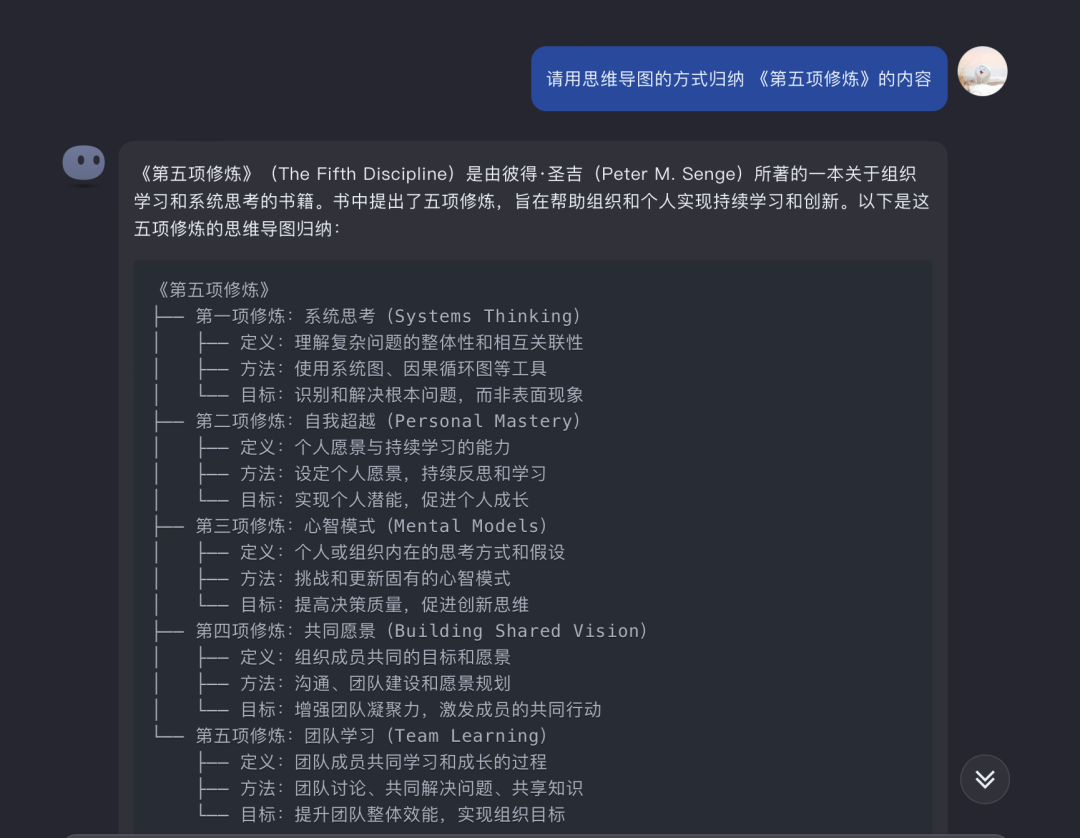 请用思维导图的方式归纳 《第五项修炼》的内容
《第五项修炼》（The Fifth Discipline）是由彼得·圣吉（Peter M. Senge）所著的一本关于组织
学习和系统思考的书籍。书中提出了五项修炼，旨在帮助组织和个人实现持续学习和创新。以下是这
五项修炼的思维导图归纳：
《第五项修炼》
├── 第一项修炼：系统思考（Systems Thinking）
│   ├── 定义：理解复杂问题的整体性和相互关联性
│   ├── 方法：使用系统图、因果循环图等工具
│   └── 目标：识别和解决根本问题，而非表面现象
├── 第二项修炼：自我超越（Personal Mastery）
│   ├── 定义：个人愿景与持续学习的能力
│   ├── 方法：设定个人愿景，持续反思和学习
│   └── 目标：实现个人潜能，促进个人成长
├── 第三项修炼：心智模式（Mental Models）
│   ├── 定义：个人或组织内在的思考方式和假设
│   ├── 方法：挑战和更新固有的心智模式
│   └── 目标：提高决策质量，促进创新思维
├── 第四项修炼：共同愿景（Building Shared Vision）
│   ├── 定义：组织成员共同的目标和愿景
│   ├── 方法：沟通、团队建设和愿景规划
│   └── 目标：增强团队凝聚力，激发成员的共同行动
└── 第五项修炼：团队学习（Team Learning）
    ├── 定义：团队成员共同学习和成长的过程
    ├── 方法：团队讨论、共同解决问题、共享知识
    └── 目标：提升团队整体效能，实现组织目标